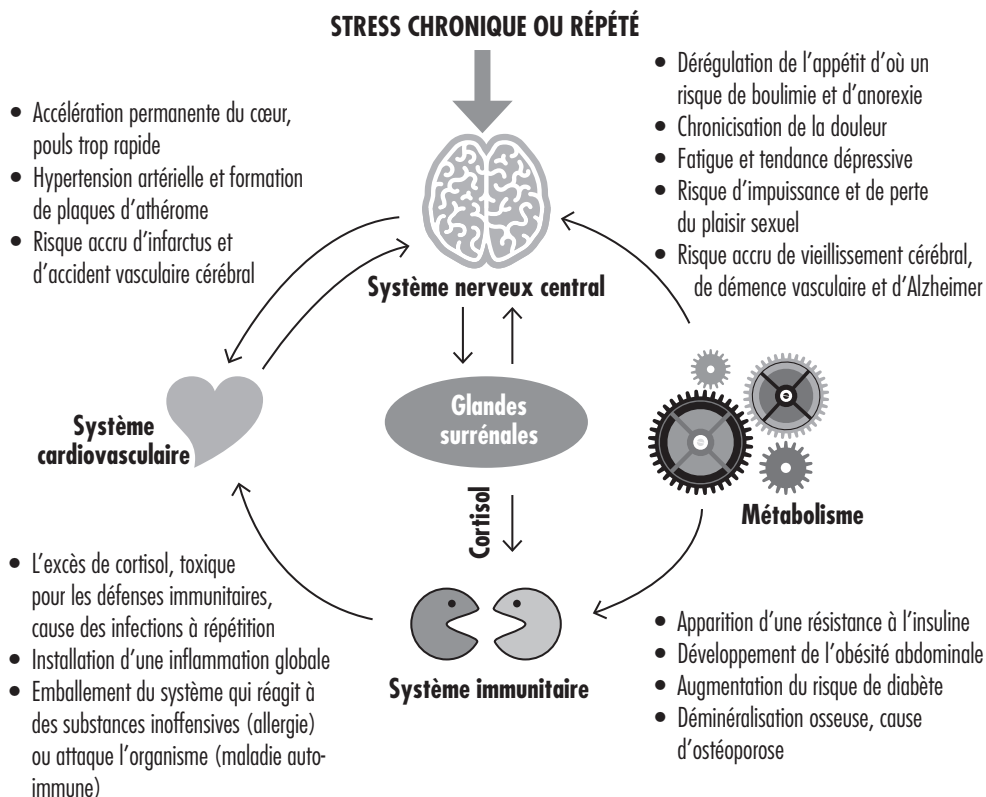 STRESS CHRONIQUE OU RÉPÉTÉ
• Accélération permanente du cœur,
pouls trop rapide
• Hypertension artérielle et formation
de plaques d’athérome
• Risque accru d’infarctus et
d’accident vasculaire cérébral
• Dérégulation de l’appétit d’où un
risque de boulimie et d’anorexie
• Chronicisation de la douleur
• Fatigue et tendance dépressive
• Risque d’impuissance et de perte
du plaisir sexuel
• Risque accru de vieillissement cérébral,
de démence vasculaire et d’Alzheimer
Système nerveux central
Glandes
surrénales
Système
cardiovasculaire
Cortisol
Métabolisme
Système immunitaire
• L’excès de cortisol, toxique
pour les défenses immunitaires,
cause des infections à répétition
• Installation d’une inflammation globale
• Emballement du système qui réagit à
des substances inoffensives (allergie)
ou attaque l’organisme (maladie auto-
immune)
• Apparition d’une résistance à l’insuline
• Développement de l’obésité abdominale
• Augmentation du risque de diabète
• Déminéralisation osseuse, cause
d’ostéoporose